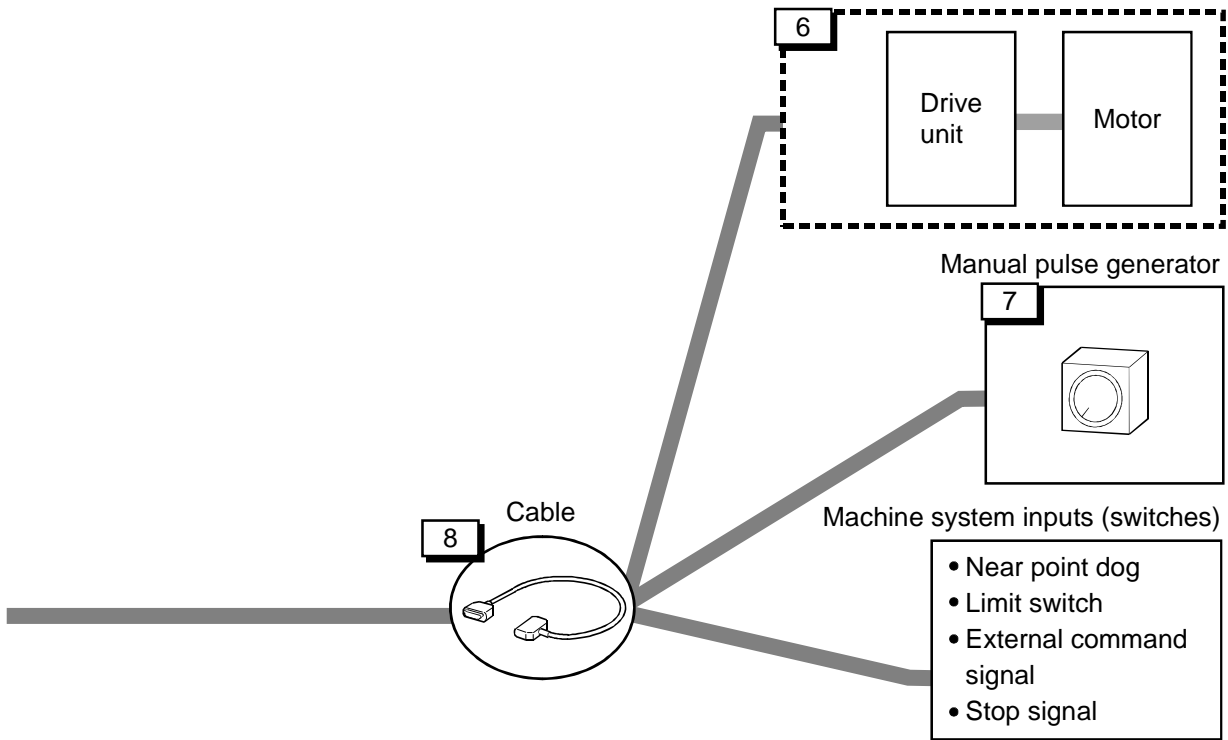 6
Drive
unit
Motor
Manual pulse generator
7
Cable
8
Machine system inputs (switches)
• Near point dog
• Limit switch
• External command
signal
• Stop signal